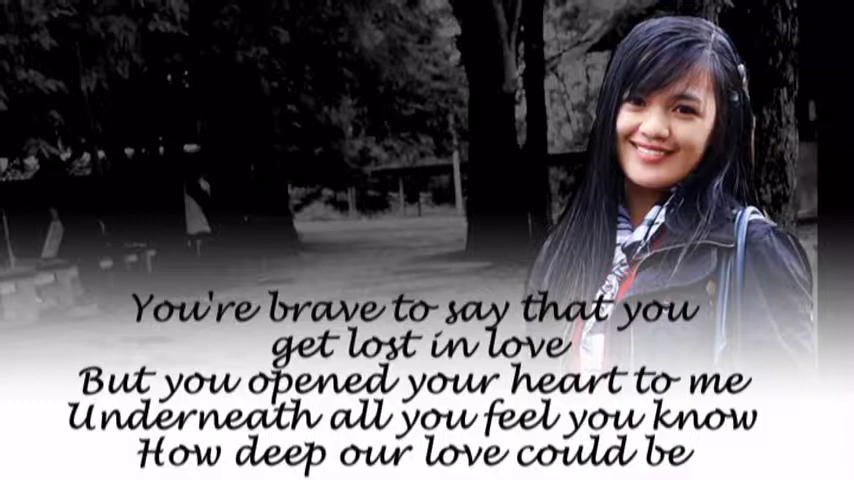 You're brave to say that you
get lost in love
But you opened your heart to me
Underneath all you feel you know
How deep our love could be